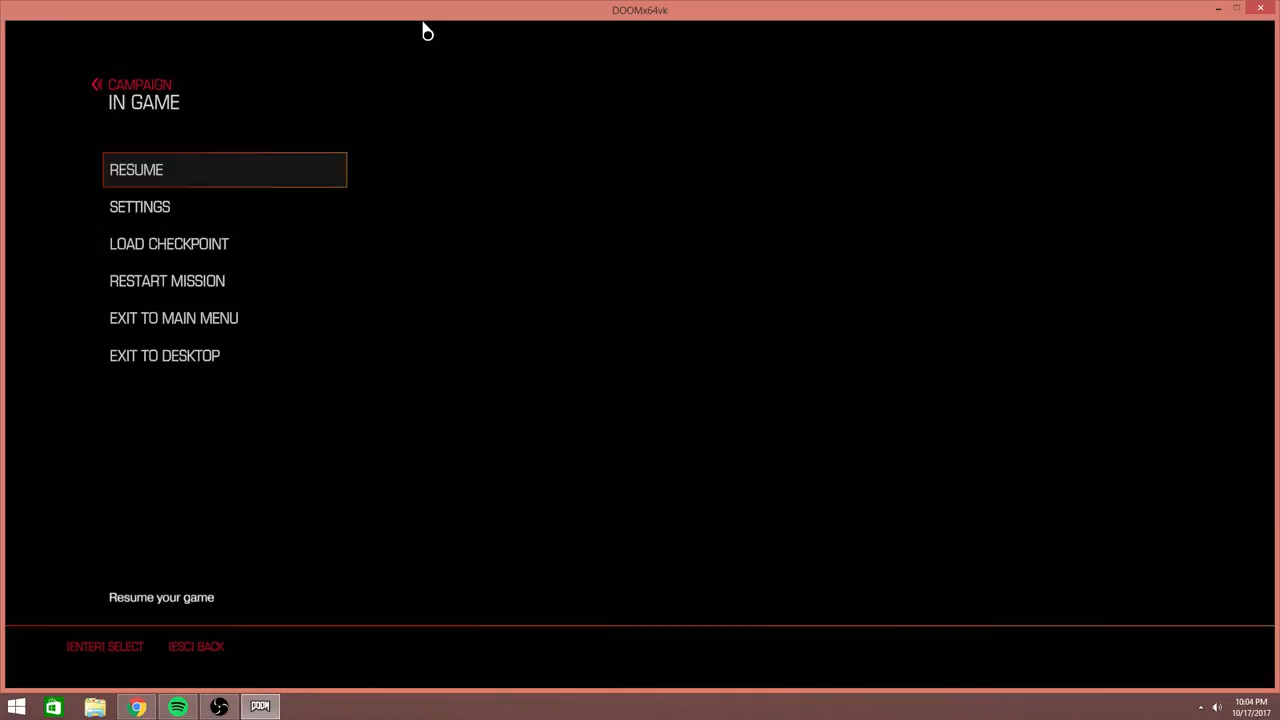 DOOMx64vk
CAMPAIGN
IN GAME
RESUME
SETTINGS
LOAD CHECKPOINT
RESTART MISSION
EXIT TO MAIN MENU
EXIT TO DESKTOP
Resume your game
[ENTER] SELECT [ESC] BACK
DOOM
10:04 PM
10/17/2017